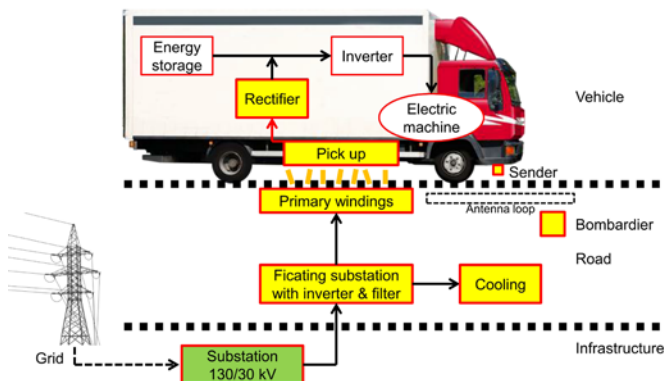 Energy
storage
Inverter
Rectifier
Electric
machine
Vehicle
Pick up
Sender
Primary windings
Antenna loop
Bombardier
Road
Ficating substation
with inverter & filter
Cooling
Grid
Substation
130/30 kV
Infrastructure